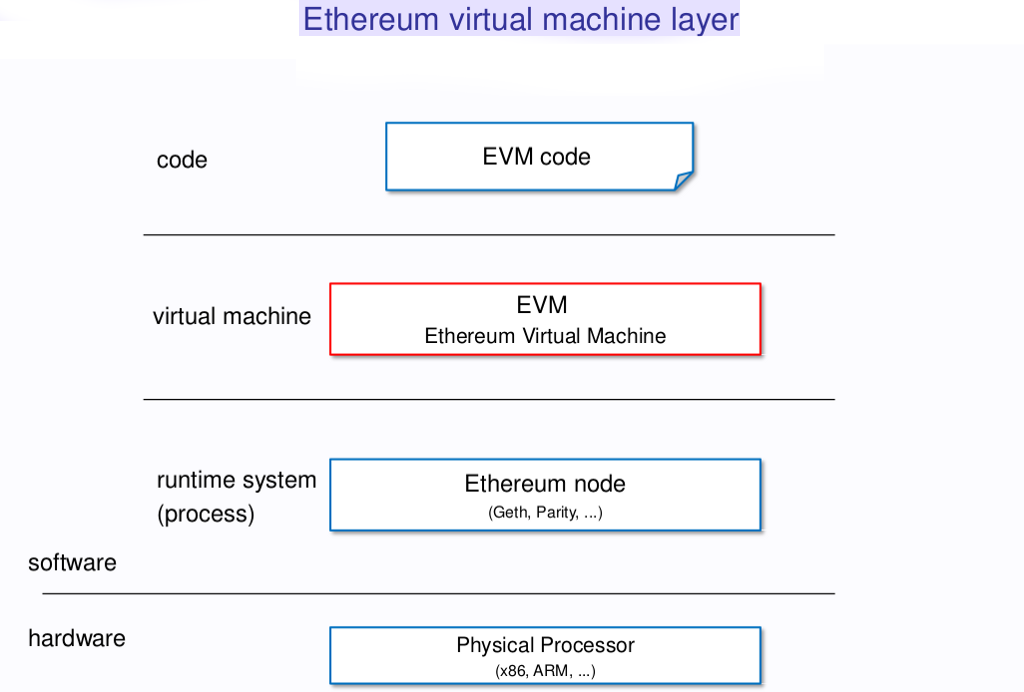 Ethereum virtual machine layer
code
EVM code
virtual machine
EVM
Ethereum Virtual Machine
runtime system
(process)
Ethereum node
(Geth, Parity, ...)
software
hardware
Physical Processor
(x86, ARM, ...)